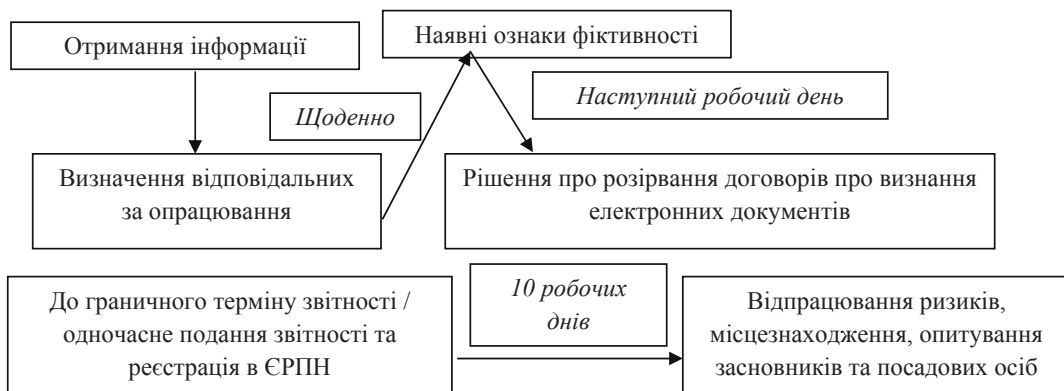 Отримання інформації
Наявні ознаки фіктивності
Щоденно
Наступний робочий день
Визначення відповідальних
за опрацювання
Рішення про розірвання договорів про визнання
електронних документів
До граничного терміну звітності /
одночасне подання звітності та
реєстрація в ЄРПН
10 робочих
днів
Відпрацювання ризиків,
місцезнаходження, опитування
засновників та посадових осіб